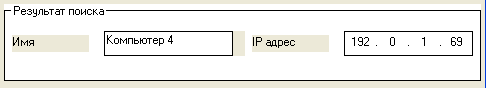 Результат поиска
Имя Компьютер 4 IP адрес 192 . 0 . 1 . 69